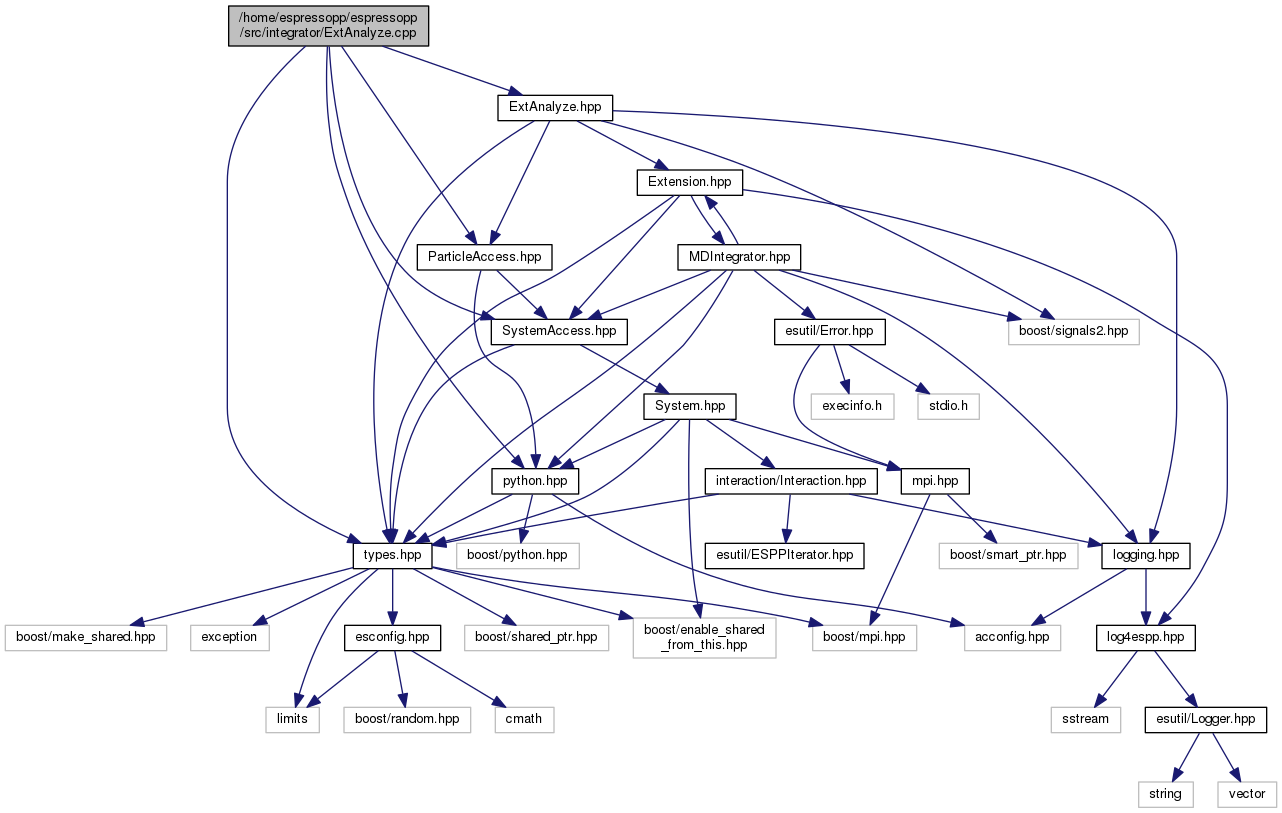 /home/espressopp/espressopp
/src/integrator/ExtAnalyze.cpp
ExtAnalyze.hpp
Extension.hpp
ParticleAccess.hpp
MDIntegrator.hpp
SystemAccess.hpp
esutil/Error.hpp
boost/signals2.hpp
System.hpp
execinfo.h
stdio.h
python.hpp
interaction/Interaction.hpp
mpi.hpp
types.hpp
boost/python.hpp
esutil/ESPPIterator.hpp
boost/smart_ptr.hpp
logging.hpp
boost/make_shared.hpp
exception
esconfig.hpp
boost/shared_ptr.hpp
boost/enable_shared
_from_this.hpp
boost/mpi.hpp
acconfig.hpp
log4espp.hpp
limits
boost/random.hpp
cmath
sstream
esutil/Logger.hpp
string
vector